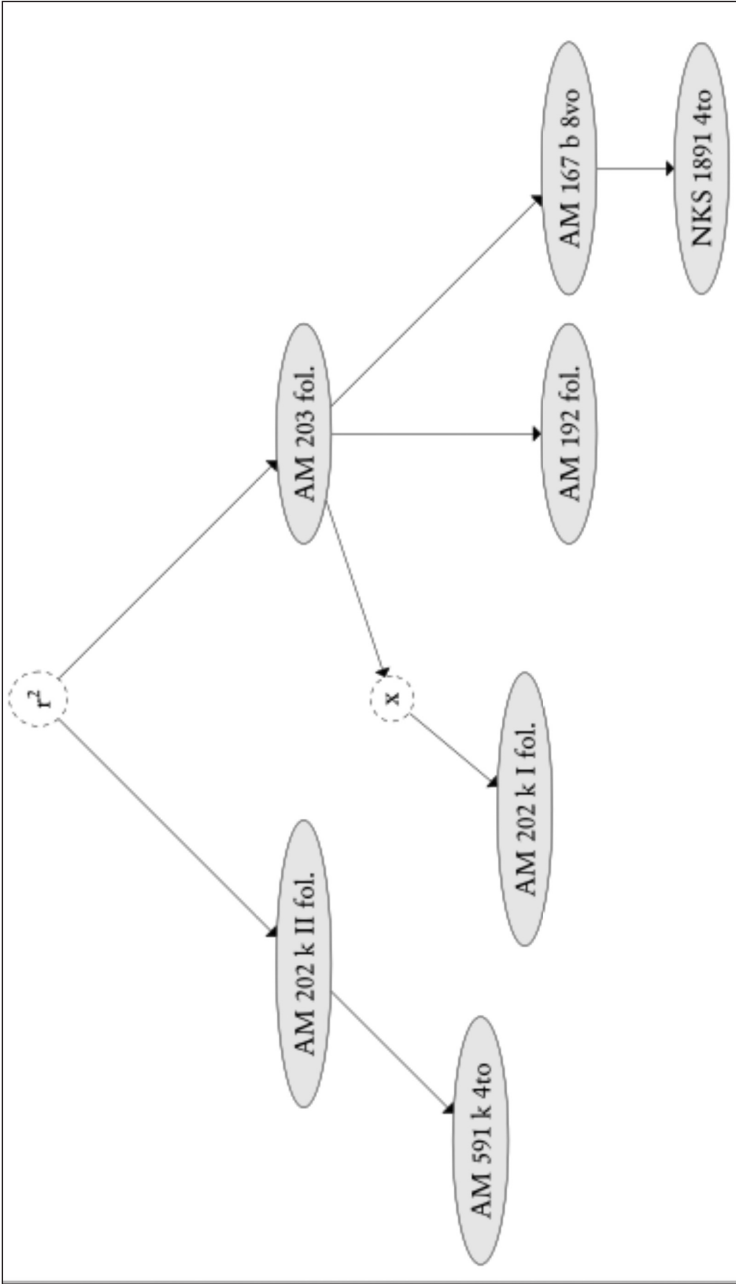 r²
AM 202 k II fol.
AM 203 fol.
x
AM 591 k 4to
AM 202 k I fol.
AM 192 fol.
AM 167 b 8vo
NKS 1891 4to